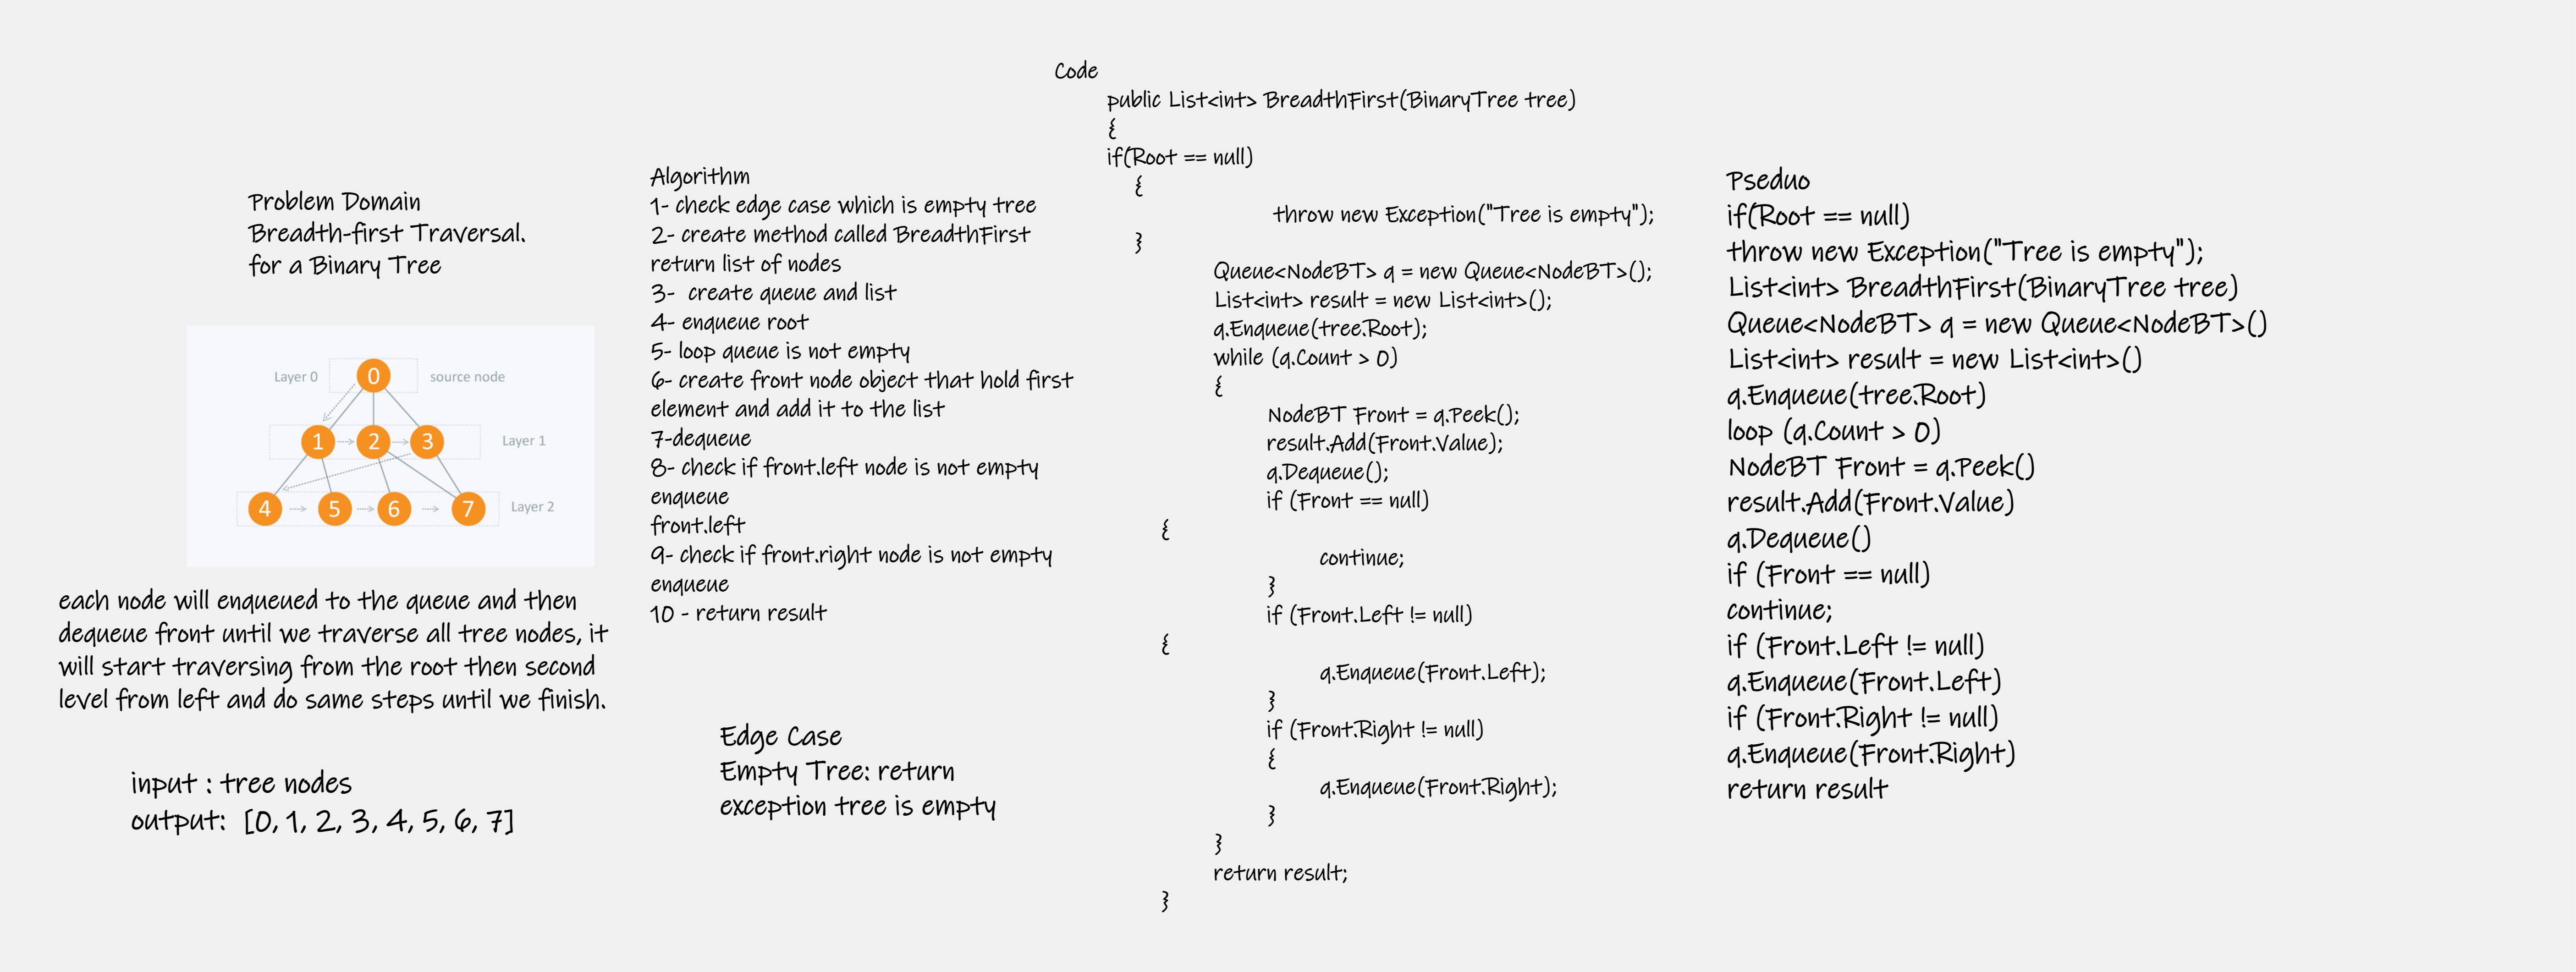 Problem Domain
Breadth-first Traversal.
for a Binary Tree
Layer 0
0
source node
1
2
3
Layer 1
4
5
6
7
Layer 2
each node will enqueued to the queue and then
dequeue front until we traverse all tree nodes, it
will start traversing from the root then second
level from left and do same steps until we finish.
input : tree nodes
output: [0, 1, 2, 3, 4, 5, 6, 7]
Algorithm
1- check edge case which is empty tree
2- create method called BreadthFirst
return list of nodes
3- create queue and list
4- enqueue root
5- loop queue is not empty
6- create front node object that hold first
element and add it to the list
7-dequeue
8- check if front.left node is not empty
enqueue
front.left
9- check if front.right node is not empty
enqueue
10 - return result
Edge Case
Empty Tree: return
exception tree is empty
Code
public List<int> BreadthFirst(BinaryTree tree)
{
if(Root == null)
{
throw new Exception("Tree is empty");
}
Queue<NodeBT> q = new Queue<NodeBT>();
List<int> result = new List<int>();
q.Enqueue(tree.Root);
while (q.Count > 0)
{
NodeBT Front = q.Peek();
result.Add(Front.Value);
q.Dequeue();
if (Front == null)
{
continue;
}
if (Front.Left != null)
{
q.Enqueue(Front.Left);
}
if (Front.Right != null)
{
q.Enqueue(Front.Right);
}
}
return result;
}
Pseduo
if(Root == null)
throw new Exception("Tree is empty");
List<int> BreadthFirst(BinaryTree tree)
Queue<NodeBT> q = new Queue<NodeBT>()
List<int> result = new List<int>()
q.Enqueue(tree.Root)
loop (q.Count > 0)
NodeBT Front = q.Peek()
result.Add(Front.Value)
q.Dequeue()
if (Front == null)
continue;
if (Front.Left != null)
q.Enqueue(Front.Left)
if (Front.Right != null)
q.Enqueue(Front.Right)
return result